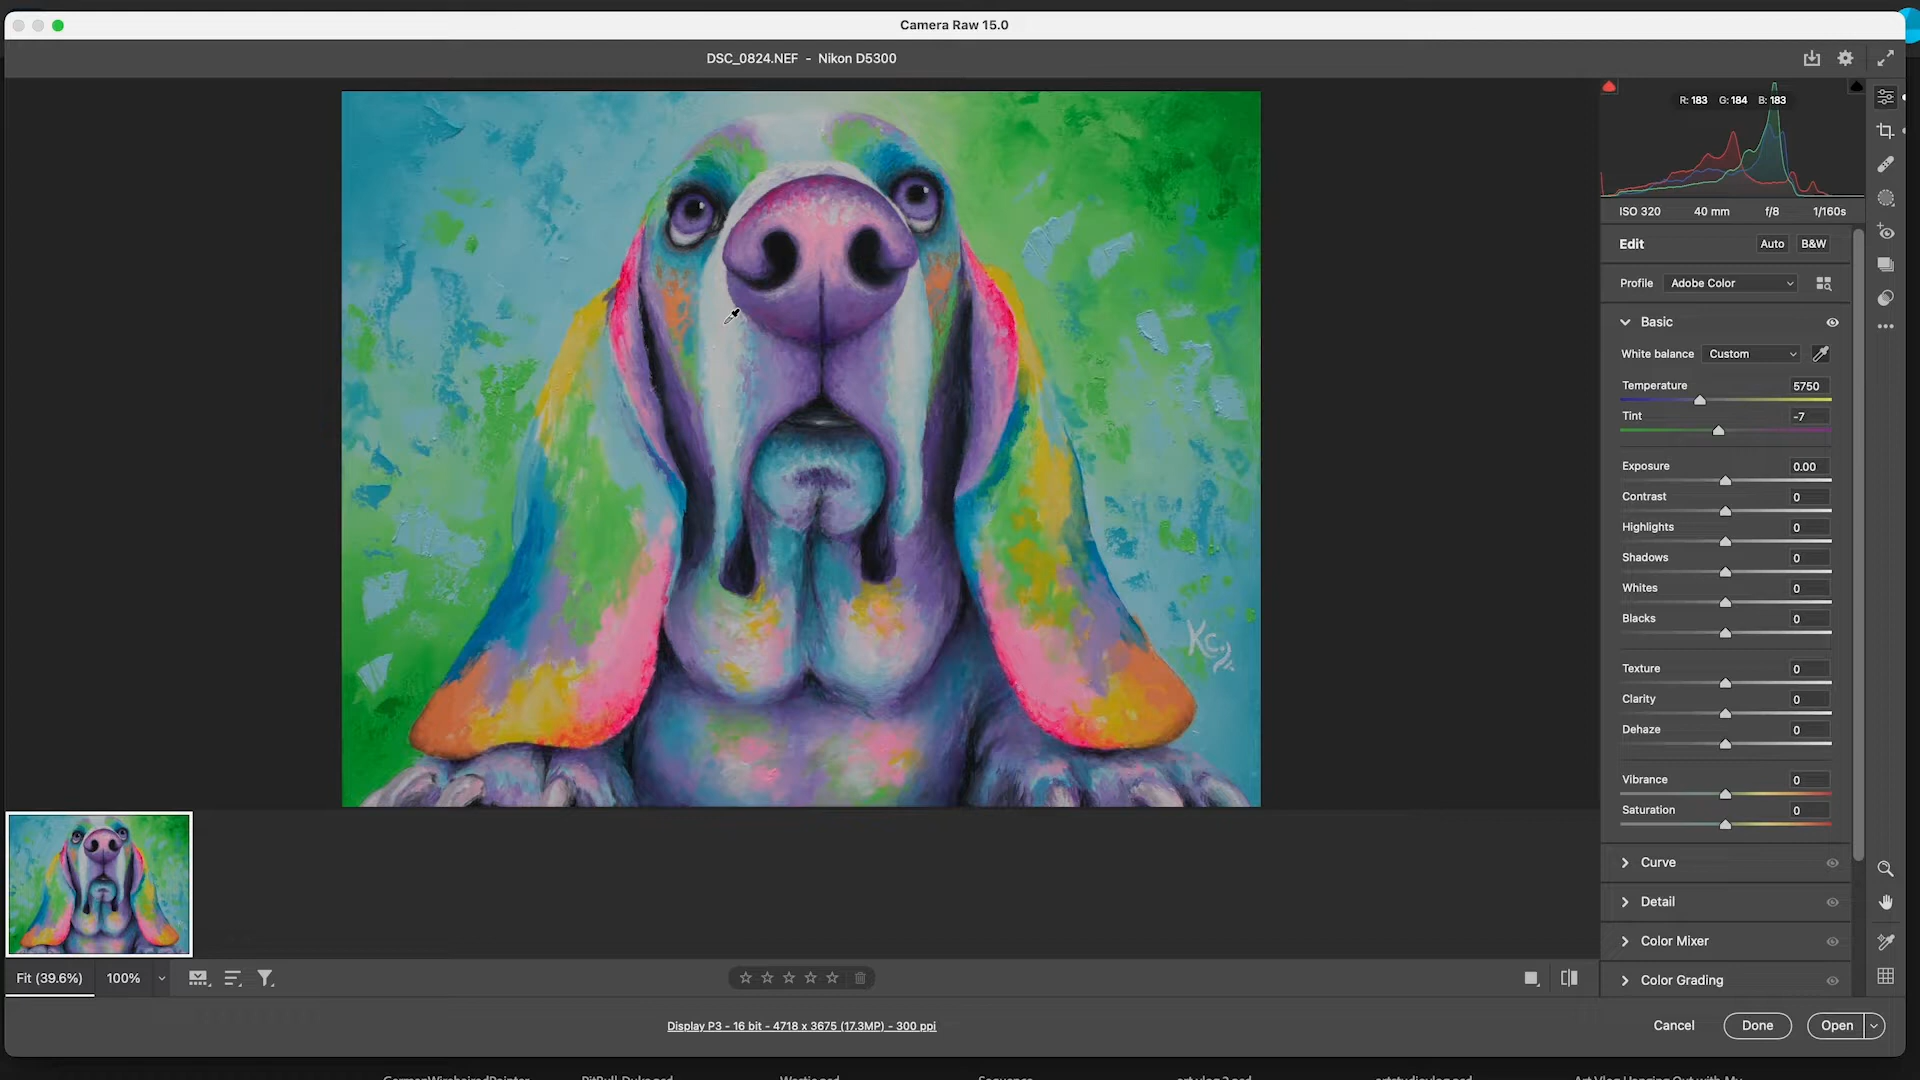 Camera Raw 15.0
DSC_0824.NEF - Nikon D5300
R: 183 G: 184 B: 183
ISO 320 40 mm f/8 1/160s
Edit Auto B&W
Profile Adobe Color
Basic
White balance Custom
Temperature 5750
Tint -7
Exposure 0.00
Contrast 0
Highlights 0
Shadows 0
Whites 0
Blacks 0
Texture 0
Clarity 0
Dehaze 0
Vibrance 0
Saturation 0
Curve
Detail
Color Mixer
Color Grading
KC
Fit (39.6%) 100%
Display P3 - 16 bit - 4718 x 3675 (17.3MP) - 300 ppi
Cancel Done Open